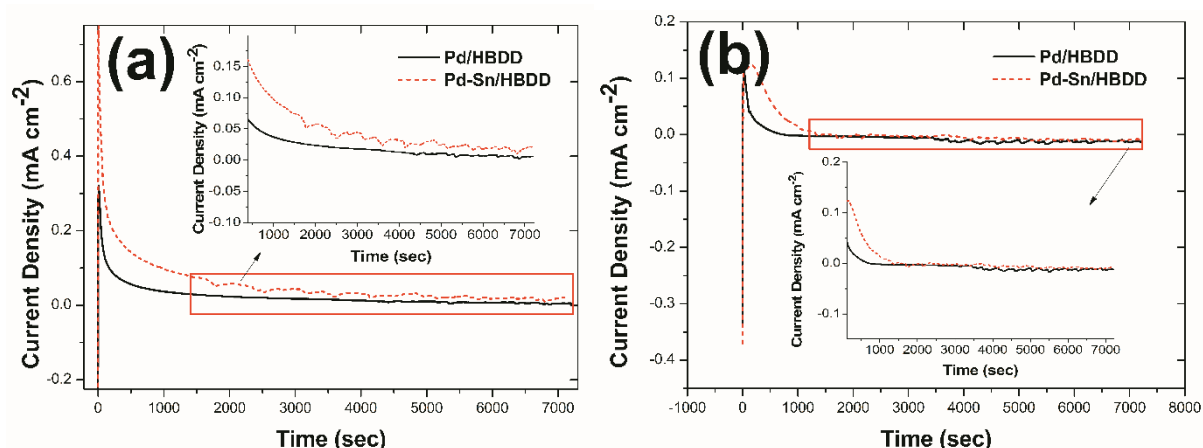 (a)
Pd/HBDD
Pd-Sn/HBDD
Current Density (mA cm-2)
0.6
0.4
0.2
0.0
-0.2
0 1000 2000 3000 4000 5000 6000 7000
Time (sec)
Current Density (mA cm-2)
0.15
0.10
0.05
0.00
-0.05
-0.10
1000 2000 3000 4000 5000 6000 7000
Time (sec)
(b)
Pd/HBDD
Pd-Sn/HBDD
Current Density (mA cm-2)
0.2
0.1
0.0
-0.1
-0.2
-0.3
-0.4
-1000 0 1000 2000 3000 4000 5000 6000 7000 8000
Time (sec)
Current Density (mA cm-2)
0.2
0.1
0.0
-0.1
1000 2000 3000 4000 5000 6000 7000
Time (sec)